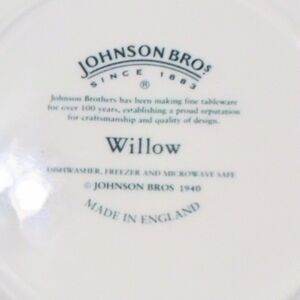 JOHNSON BROS
SINCE 1883
®
Johnson Brothers has been making fine tableware
for over 100 years, establishing a proud reputation
for craftsmanship and quality of design.
Willow
DISHWASHER, FREEZER AND MICROWAVE SAFE
© JOHNSON BROS 1940
MADE IN ENGLAND